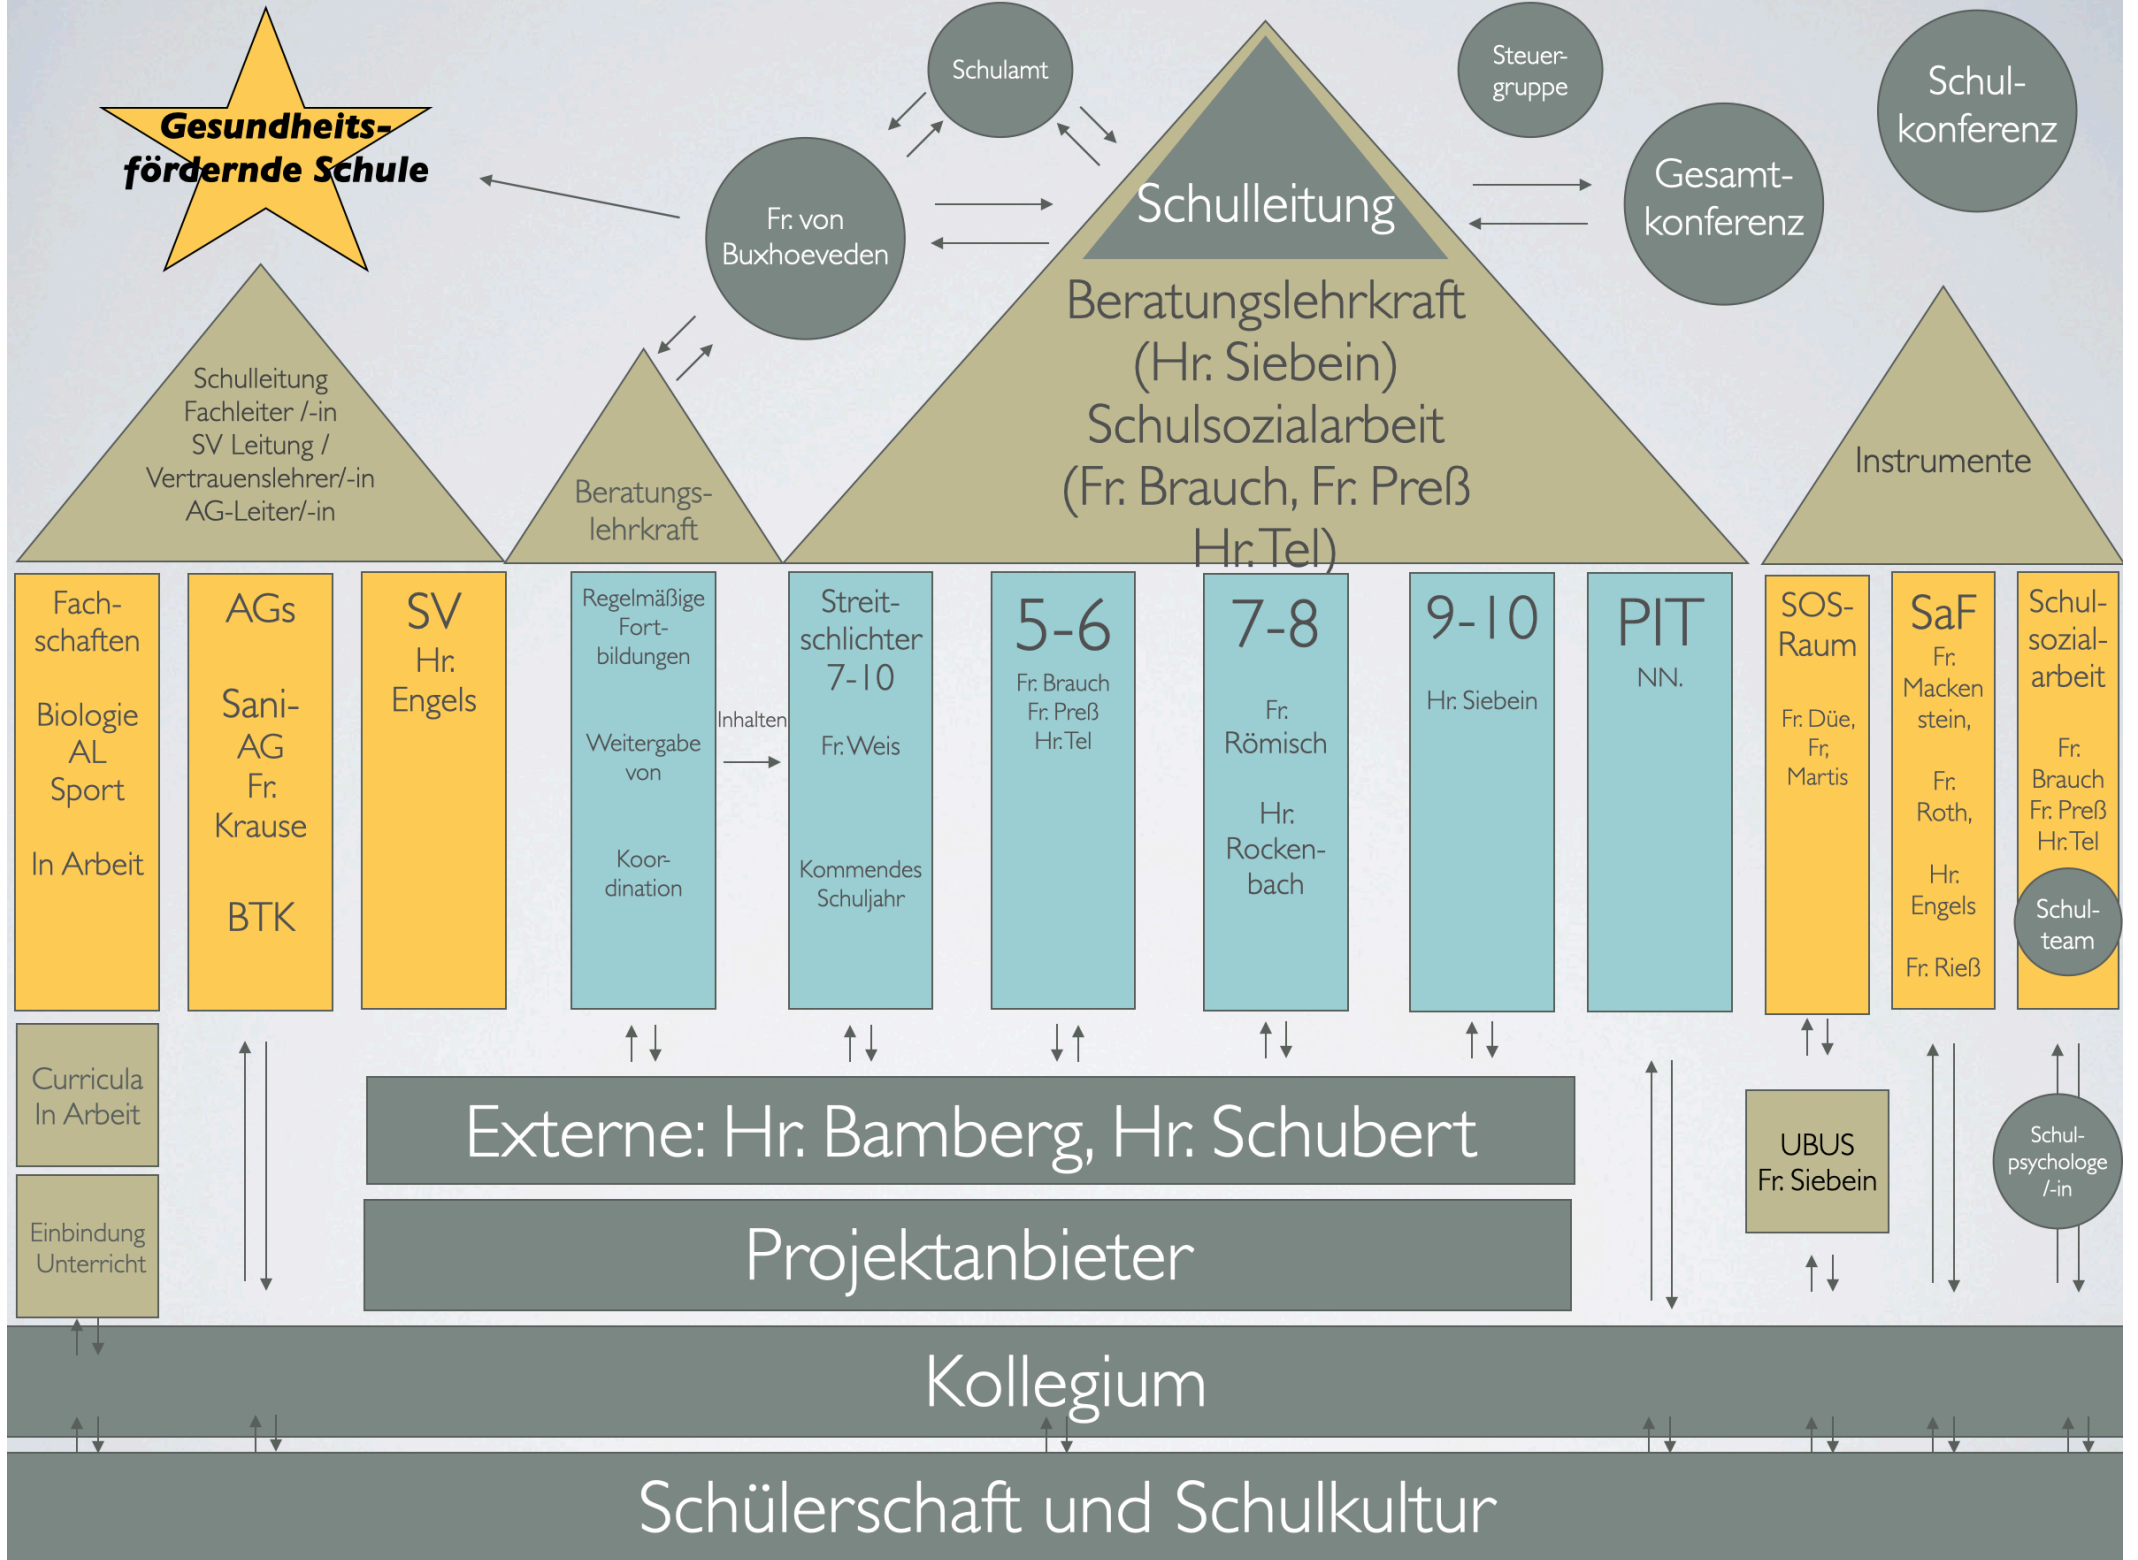 Gesundheits-
fördernde Schule
Schulamt
Fr. von
Buxhoeveden
Schulleitung
Steuer-
gruppe
Gesamt-
konferenz
Schul-
konferenz
Schulleitung
Fachleiter /-in
SV Leitung /
Vertrauenslehrer/-in
AG-Leiter/-in
Beratungs-
lehrkraft
Beratungslehrkraft
(Hr. Siebein)
Schulsozialarbeit
(Fr. Brauch, Fr. Preß
Hr. Tel)
Instrumente
Fach-
schaften
Biologie
AL
Sport
In Arbeit
AGs
Sani-
AG
Fr.
Krause
BTK
SV
Hr.
Engels
Regelmäßige
Fort-
bildungen
Weitergabe
von
Koor-
dination
Inhalten
Streit-
schlichter
7-10
Fr. Weis
Kommendes
Schuljahr
5-6
Fr. Brauch
Fr. Preß
Hr. Tel
7-8
Fr.
Römisch
Hr.
Rocken-
bach
9-10
Hr. Siebein
PIT
NN.
SOS-
Raum
Fr. Düe,
Fr,
Martis
SaF
Fr.
Macken
stein,
Fr.
Roth,
Hr.
Engels
Fr. Rieß
Schul-
sozial-
arbeit
Fr.
Brauch
Fr. Preß
Hr. Tel
Schul-
team
Curricula
In Arbeit
Einbindung
Unterricht
Externe: Hr. Bamberg, Hr. Schubert
Projektanbieter
UBUS
Fr. Siebein
Schul-
psychologe
/-in
Kollegium
Schülerschaft und Schulkultur